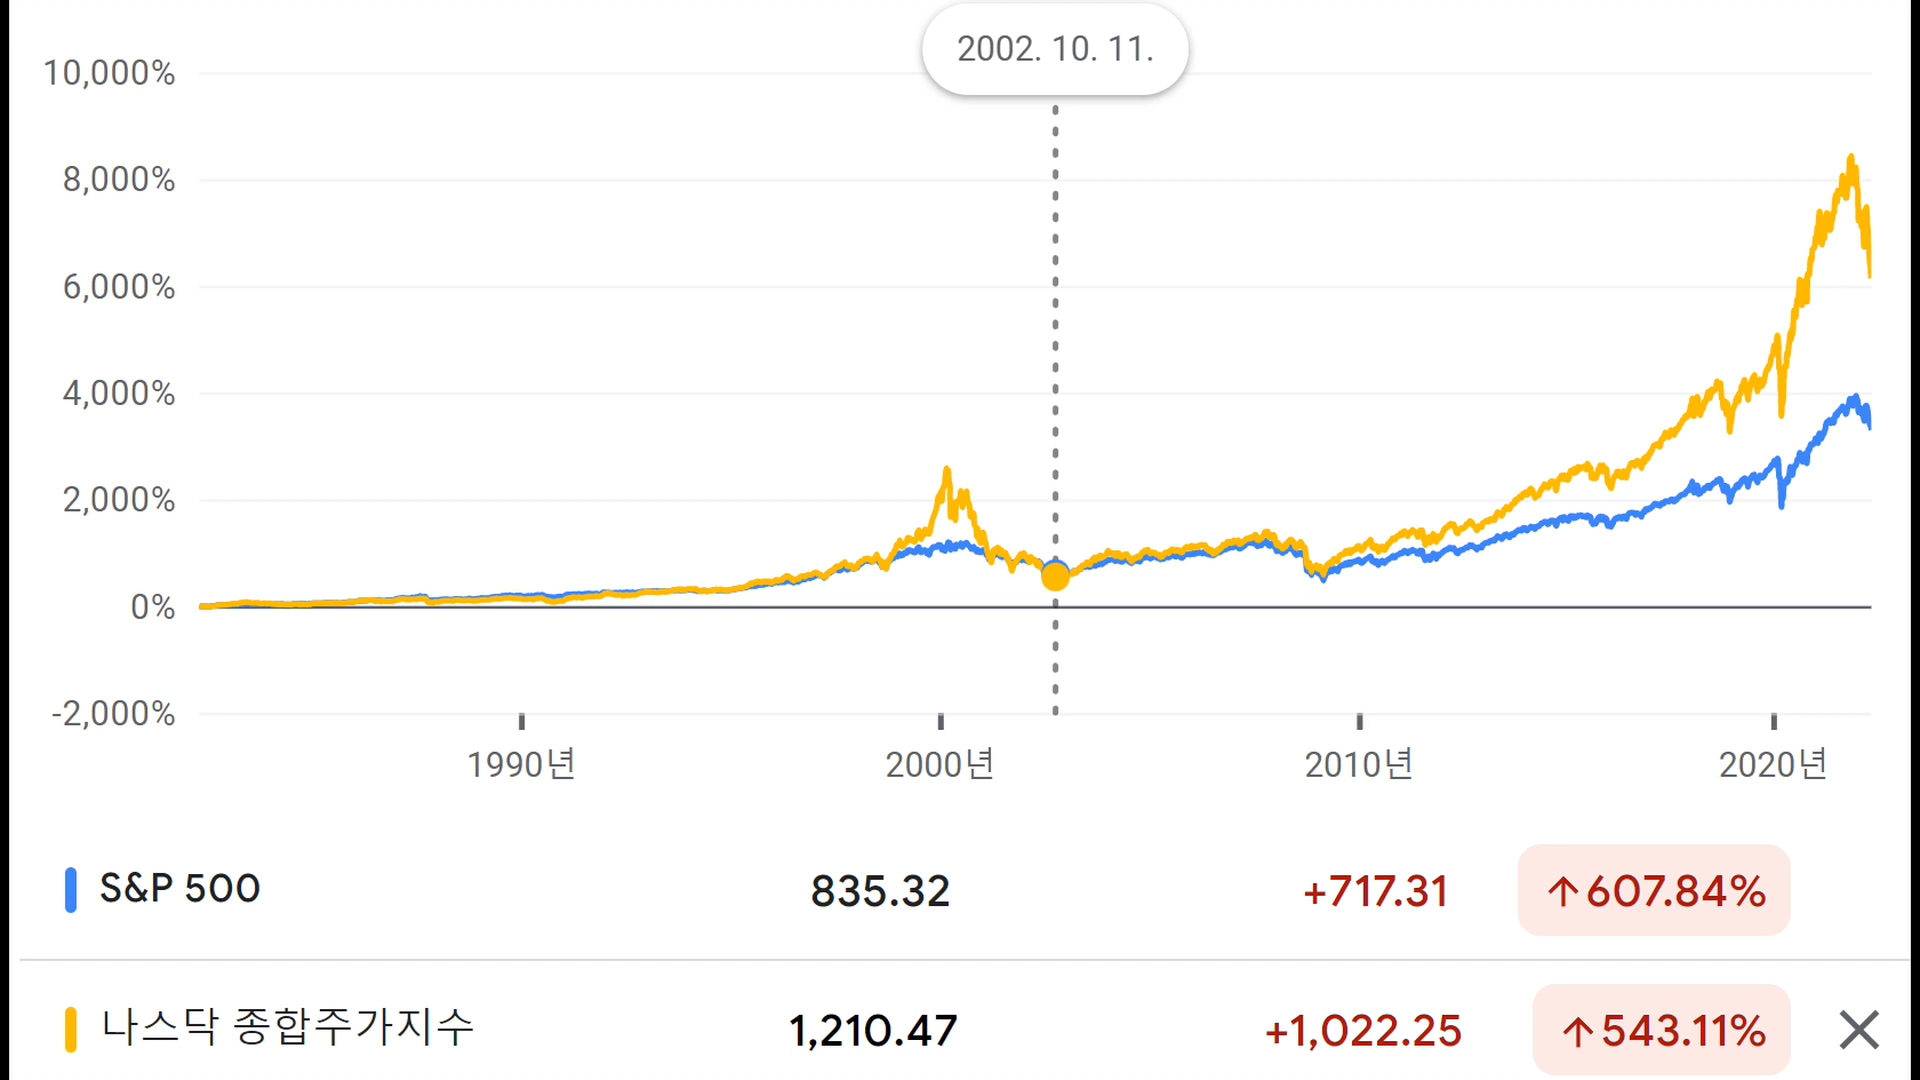 2002. 10. 11.
10,000%
8,000%
6,000%
4,000%
2,000%
0%
-2,000%
1990년 2000년 2010년 2020년
S&P 500 835.32 +717.31 ↑607.84%
나스닥 종합주가지수 1,210.47 +1,022.25 ↑543.11%